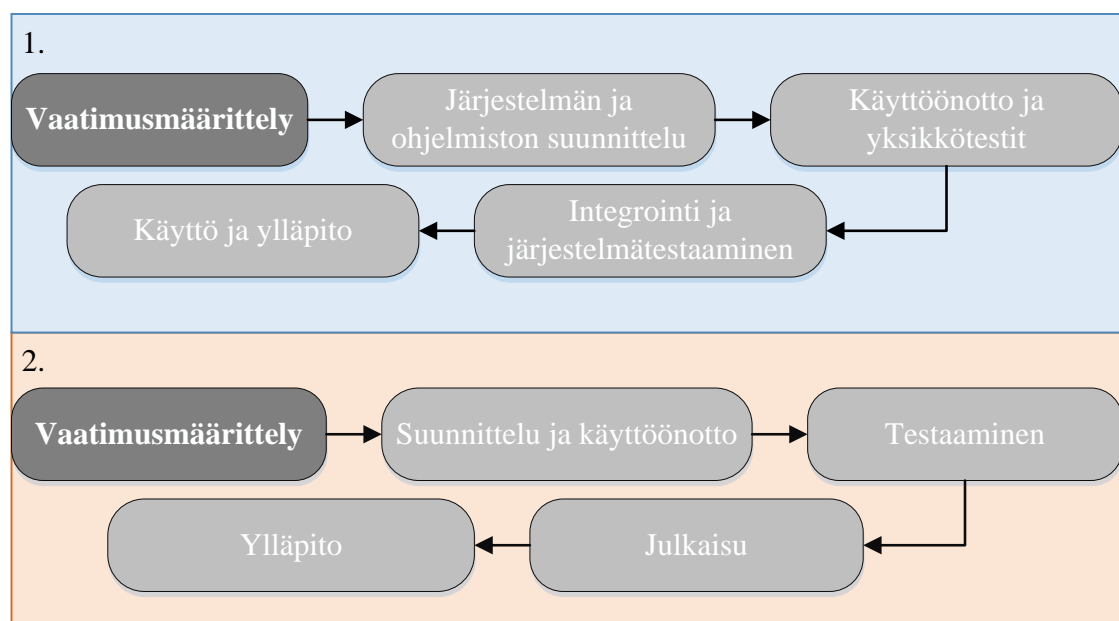 1.
Vaatimusmäärittely
Järjestelmän ja
ohjelmiston suunnittelu
Käyttöönotto ja
yksikkötestit
Integrointi ja
järjestelmätestaaminen
Käyttö ja ylläpito
2.
Vaatimusmäärittely
Suunnittelu ja käyttöönotto
Testaaminen
Julkaisu
Ylläpito